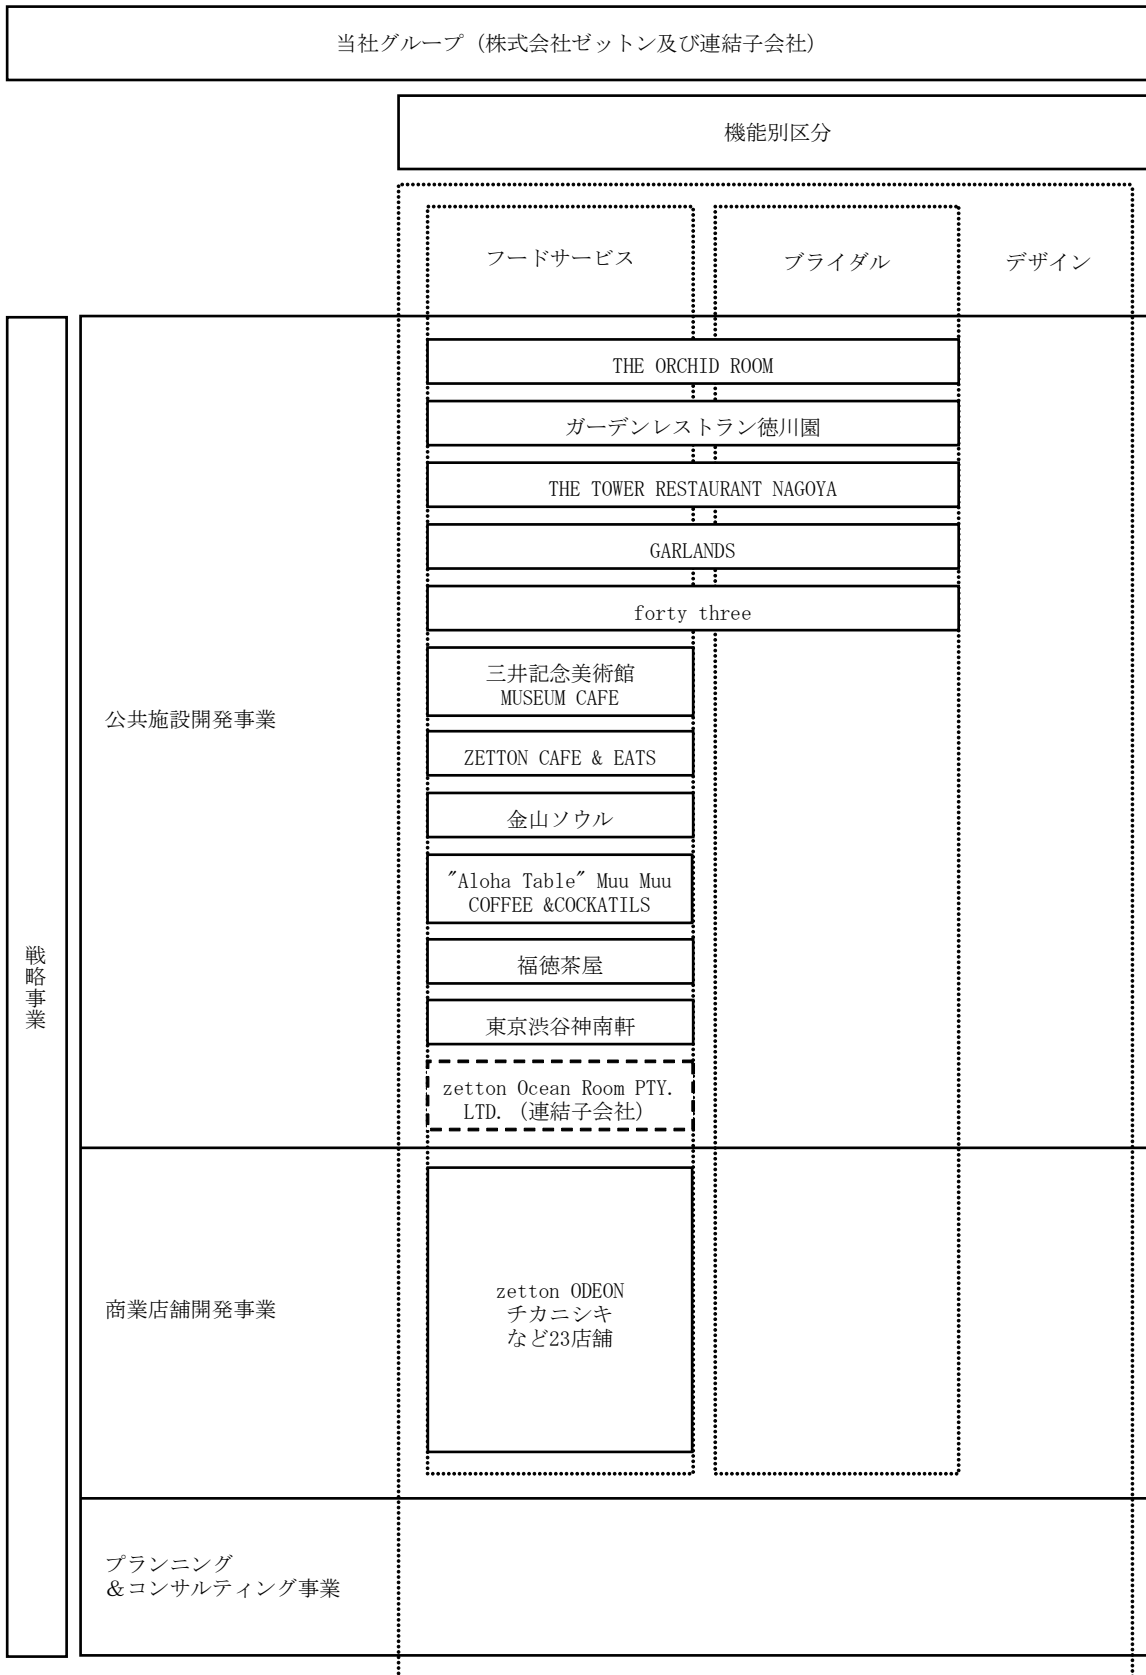 当社グループ（株式会社ゼットン及び連結子会社）
機能別区分
フードサービス
ブライダル
デザイン
戦略事業
公共施設開発事業
THE ORCHID ROOM
ガーデンレストラン徳川園
THE TOWER RESTAURANT NAGOYA
GARLANDS
forty three
三井記念美術館
MUSEUM CAFE
ZETTON CAFE & EATS
金山ソウル
"Aloha Table" Muu Muu
COFFEE &COCKATILS
福徳茶屋
東京渋谷神南軒
zetton Ocean Room PTY.
LTD.（連結子会社）
商業店舗開発事業
zetton ODEON
チカニシキ
など23店舗
プランニング
＆コンサルティング事業